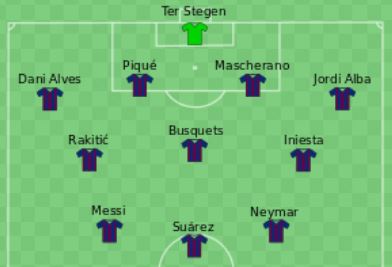 Ter Stegen
Piqué
Mascherano
Dani Alves
Jordi Alba
Busquets
Rakitić
Iniesta
Messi
Neymar
Suárez